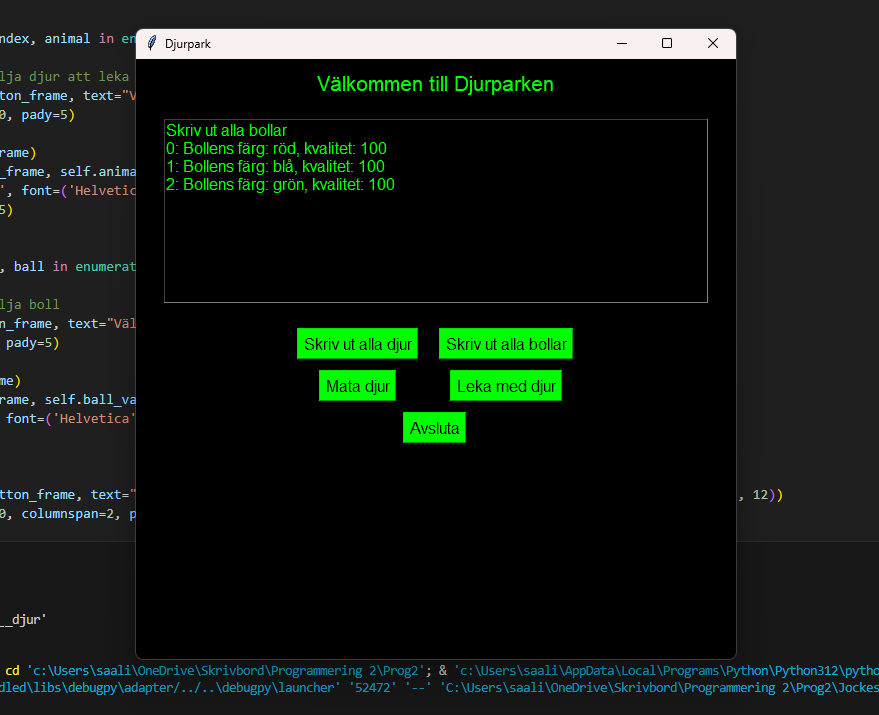 ndex, animal in en
Djurpark
lja djur att leka
ton_frame, text="V
0, pady=5)
rame)
_frame, self.anima
', font=('Helvetic
5)
, ball in enumerat
lja boll
n_frame, text="Väl
pady=5)
me)
rame, self.ball_va
font=('Helvetica'
tton_frame, text="
, 12))
0, columnspan=2, p
Välkommen till Djurparken
Skriv ut alla bollar
0: Bollens färg: röd, kvalitet: 100
1: Bollens färg: blå, kvalitet: 100
2: Bollens färg: grön, kvalitet: 100
Skriv ut alla djur
Skriv ut alla bollar
Mata djur
Leka med djur
Avsluta
__djur'
cd 'c:\Users\saali\OneDrive\Skrivbord\Programmering 2\Prog2'; & 'c:\Users\saali\AppData\Local\Programs\Python\Python312\pytho
dled\libs\debugpy\adapter/../..\debugpy\launcher' '52472' '--' 'C:\Users\saali\OneDrive\Skrivbord\Programmering 2\Prog2\Jockes